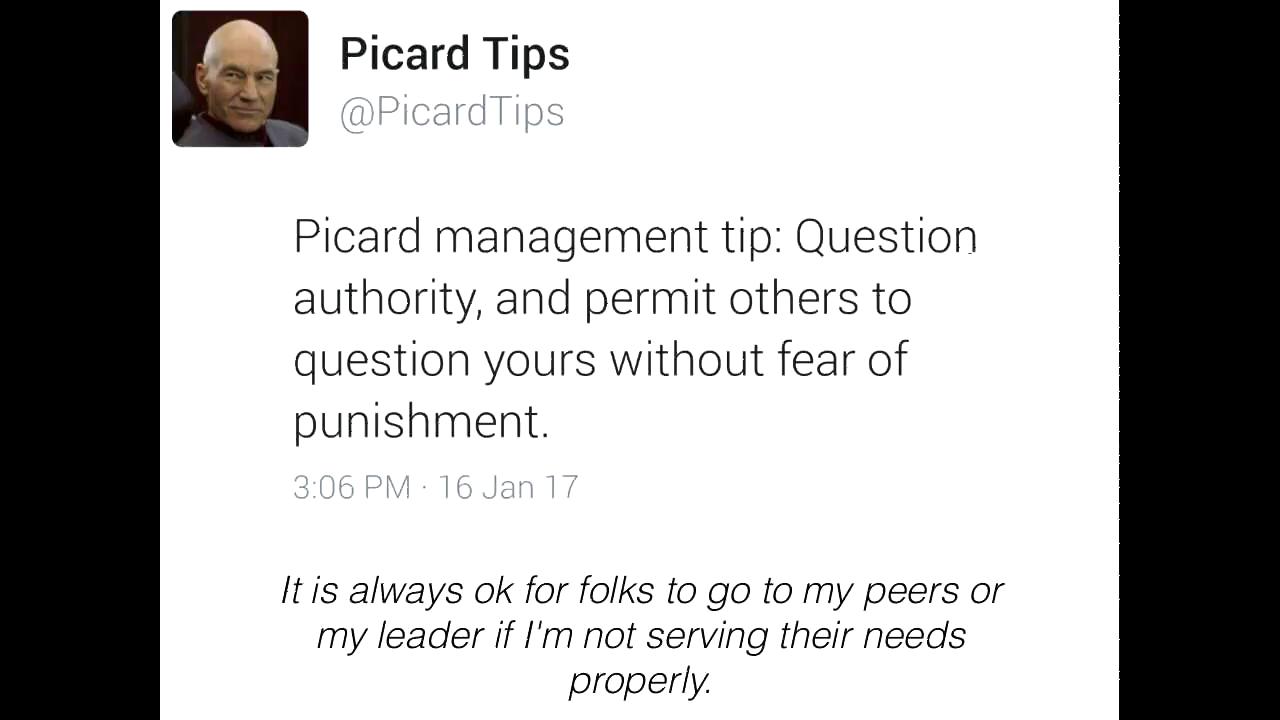 Picard Tips
@PicardTips
Picard management tip: Question
authority, and permit others to
question yours without fear of
punishment.
3:06 PM · 16 Jan 17
It is always ok for folks to go to my peers or
my leader if I'm not serving their needs
properly.